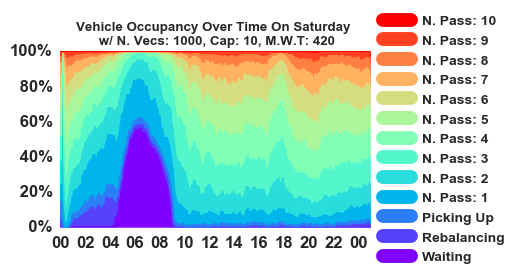 Vehicle Occupancy Over Time On Saturday
w/ N. Vecs: 1000, Cap: 10, M.W.T: 420
100%
80%
60%
40%
20%
0%
00 02 04 06 08 10 12 14 16 18 20 22 00
N. Pass: 10
N. Pass: 9
N. Pass: 8
N. Pass: 7
N. Pass: 6
N. Pass: 5
N. Pass: 4
N. Pass: 3
N. Pass: 2
N. Pass: 1
Picking Up
Rebalancing
Waiting